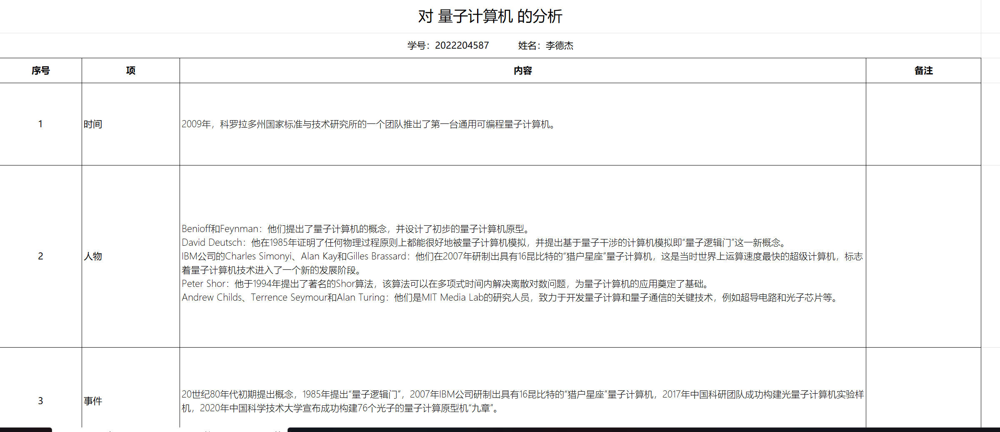 对 量子计算机 的分析
学号：2022204587 姓名：李德杰
序号 项 内容 备注
1 时间 2009年，科罗拉多州国家标准与技术研究所的一个团队推出了第一台通用可编程量子计算机。
Benioff和Feynman：他们提出了量子计算机的概念，并设计了初步的量子计算机原型。
David Deutsch：他在1985年证明了任何物理过程原则上都能很好地被量子计算机模拟，并提出基于量子干涉的计算机模拟即“量子逻辑门”这一新概念。
2 人物 IBM公司的Charles Simonyi、Alan Kay和Gilles Brassard：他们在2007年研制出具有16昆比特的“猎户星座”量子计算机，这是当时世界上运算速度最快的超级计算机，标志
着量子计算机技术进入了一个新的发展阶段。
Peter Shor：他于1994年提出了著名的Shor算法，该算法可以在多项式时间内解决离散对数问题，为量子计算机的应用奠定了基础。
Andrew Childs、Terrence Seymour和Alan Turing：他们是MIT Media Lab的研究人员，致力于开发量子计算和量子通信的关键技术，例如超导电路和光子芯片等。
3 事件 20世纪80年代初期提出概念，1985年提出“量子逻辑门”，2007年IBM公司研制出具有16昆比特的“猎户星座”量子计算机，2017年中国科研团队成功构建光量子计算机实验样
机，2020年中国科学技术大学宣布成功构建76个光子的量子计算原型机“九章”。